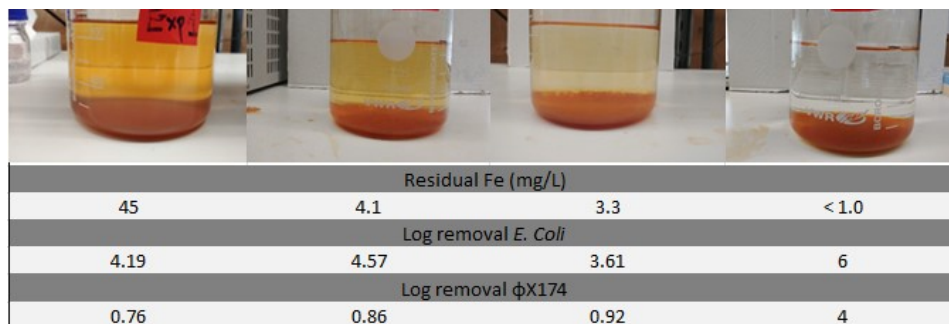 Exp1
Residual Fe (mg/L)
45 4.1 3.3 < 1.0
Log removal E. Coli
4.19 4.57 3.61 6
Log removal ϕX174
0.76 0.86 0.92 4